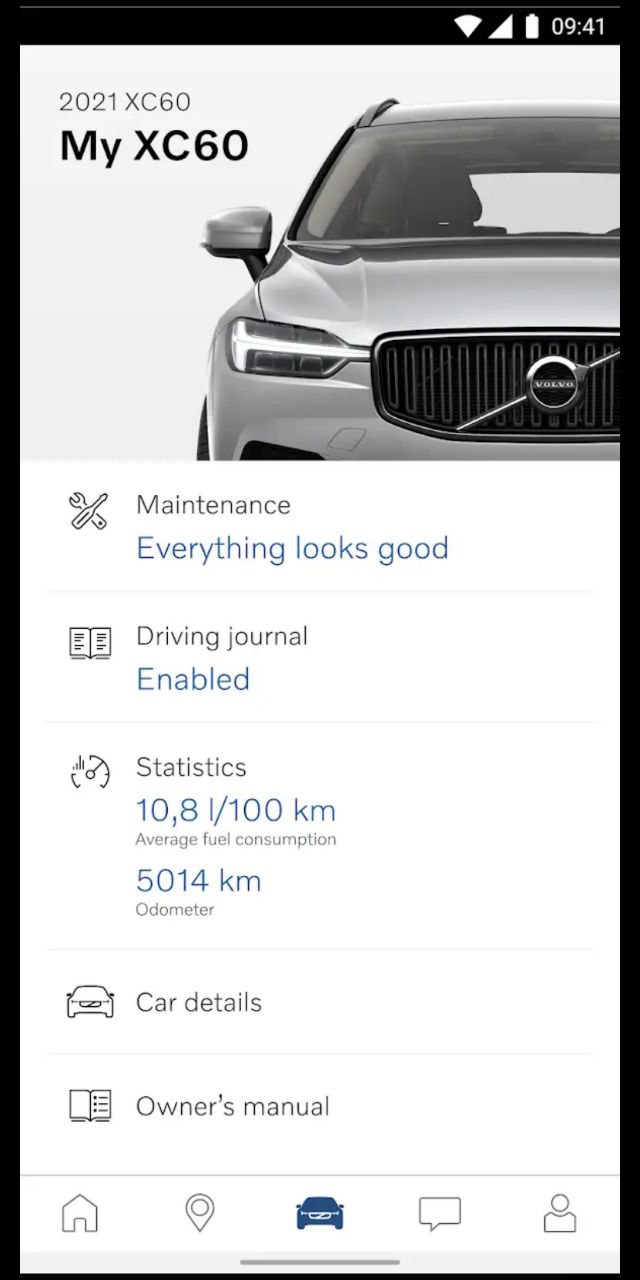 09:41
2021 XC60
My XC60
VOLVO
Maintenance
Everything looks good
Driving journal
Enabled
Statistics
10,8 l/100 km
Average fuel consumption
5014 km
Odometer
Car details
Owner’s manual